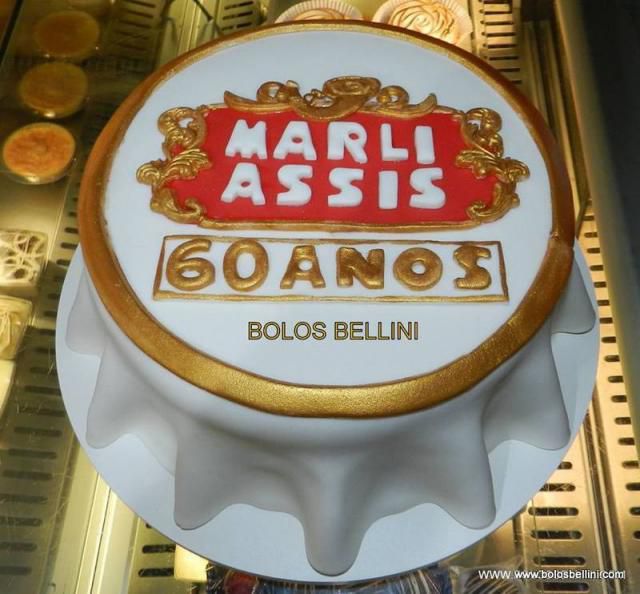 MARLI
ASSIS
60 ANOS
BOLOS BELLINI
WWW www.bolosbellini.com